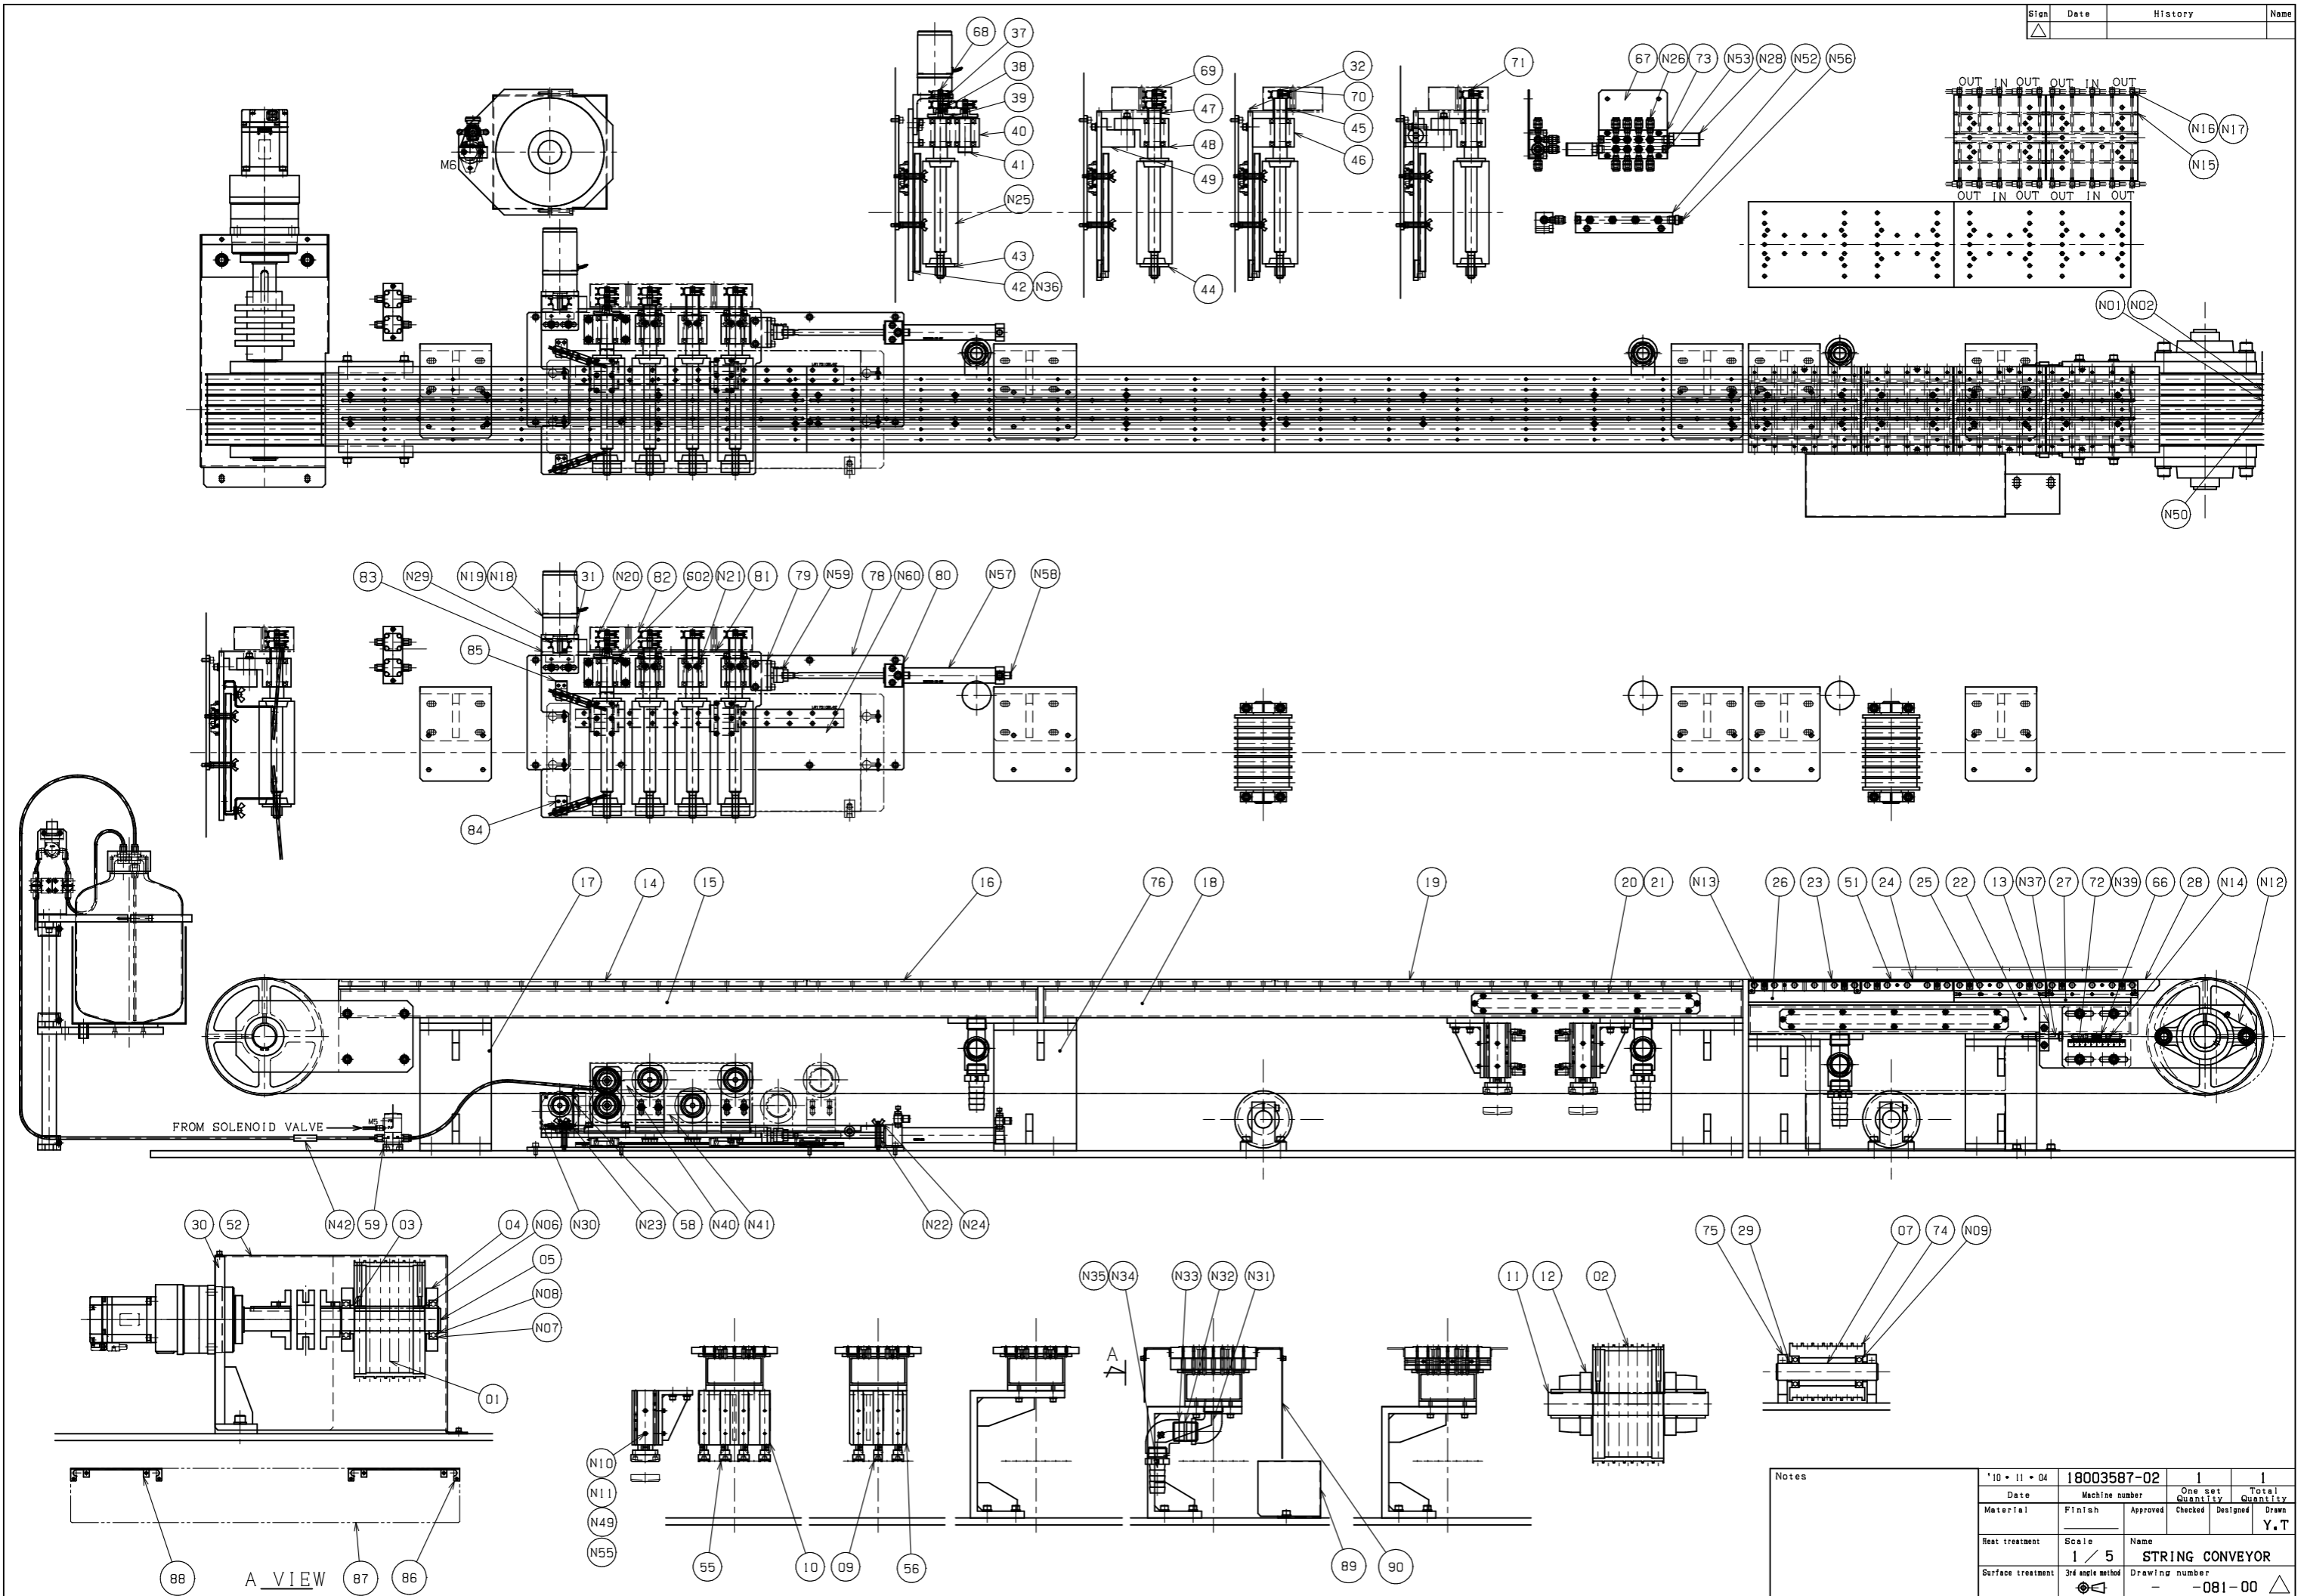 Sign Date History Name
68 37
38
39
40
41
N25
43
42 N36
69
47
48
49
44
32
70
45
46
71
67 N26 73 N53 N28 N52 N56
OUT IN OUT OUT IN OUT
N16 N17
N15
OUT IN OUT OUT IN OUT
M6
N01 N02
N50
83 N29 N19 N18 31 N20 82 S02 N21 81 79 N59 78 N60 80 N57 N58
85
84
17 14 15 16 76 18 19 20 21 N13 26 23 51 24 25 22 13 N37 27 72 N39 66 28 N14 N12
FROM SOLENOID VALVE
M5
30 52 N42 59 03 04 N06 N30 N23 58 N40 N41 N22 N24
05
N08
N07
01
75 29 07 74 N09
N35 N34 N33 N32 N31
11 12 02
A
N10
N11
N49
N55
55 10 09 56 89 90
88 A VIEW 87 86
Notes
'10・11・04 18003587-02 1 1
Date Machine number One set Quantity Total Quantity
Material Finish Approved Checked Designed Drawn
Y.T
Heat treatment Scale Name
1 / 5 STRING CONVEYOR
Surface treatment 3rd angle method Drawing number
- -081-00